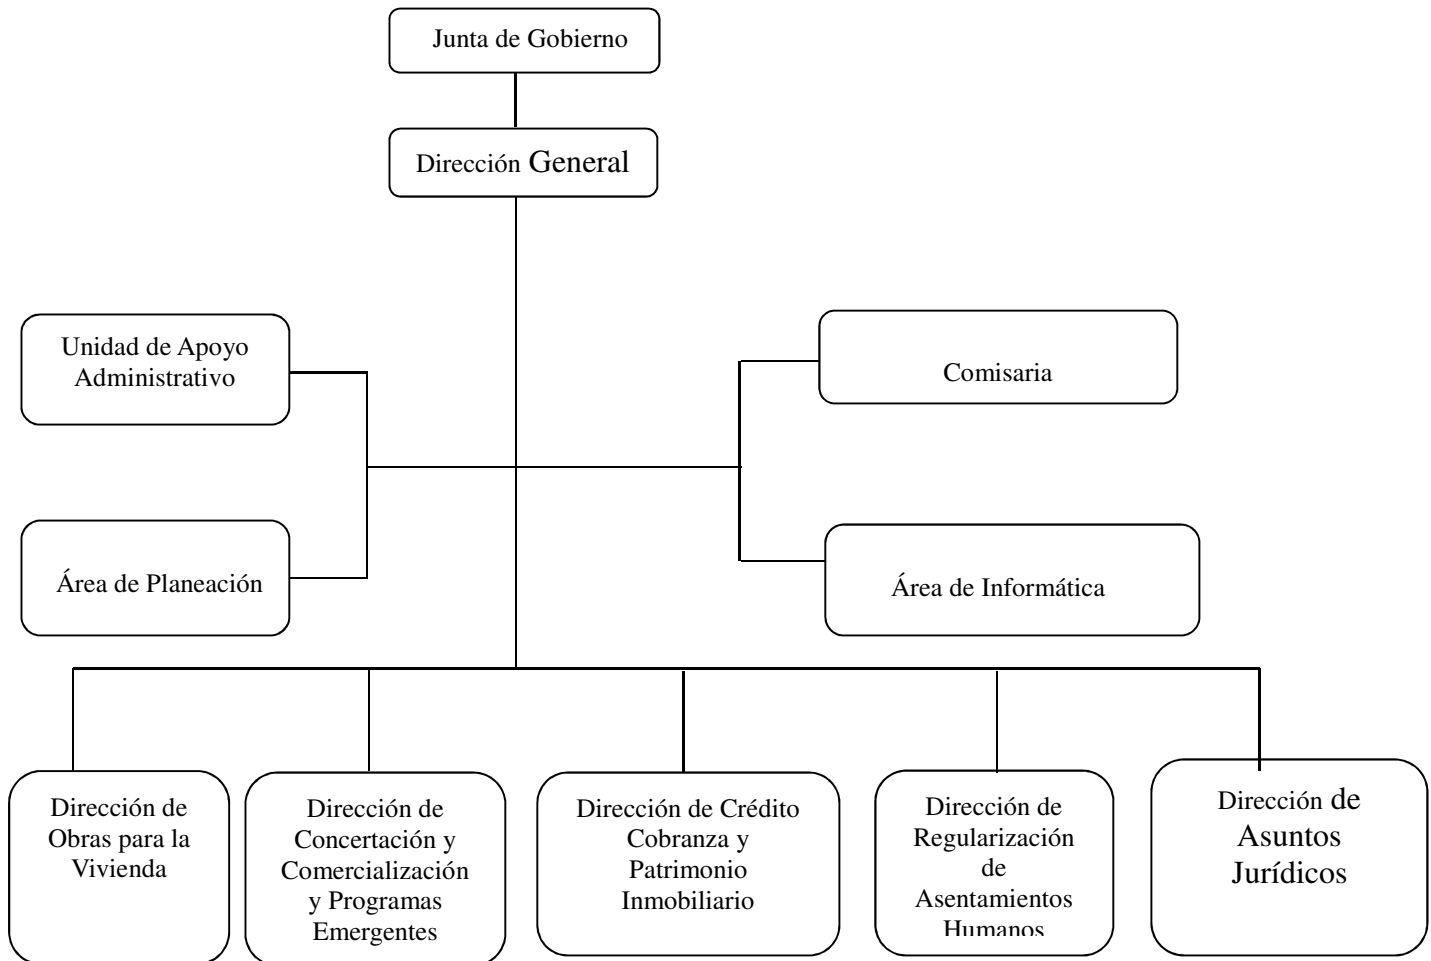 Junta de Gobierno
Dirección General
Unidad de Apoyo
Administrativo
Comisaria
Área de Planeación
Área de Informática
Dirección de
Obras para la
Vivienda
Dirección de
Concertación y
Comercialización
y Programas
Emergentes
Dirección de Crédito
Cobranza y
Patrimonio
Inmobiliario
Dirección de
Regularización
de
Asentamientos
Humanos
Dirección de
Asuntos
Jurídicos